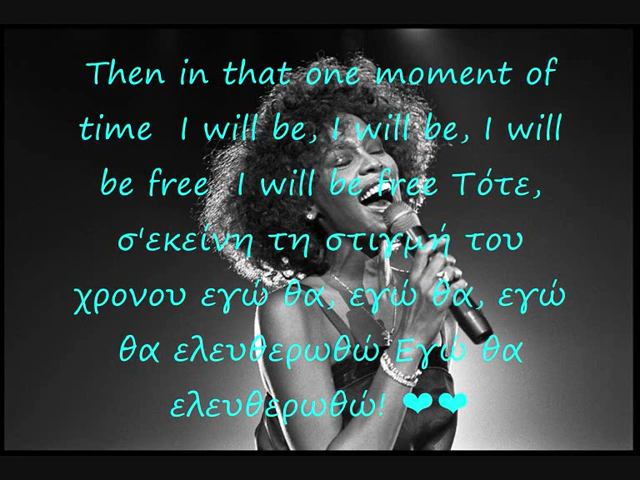 Then in that one moment of
time I will be, I will be, I will
be free I will be free Τότε,
σ'εκείνη τη στιγμή του
χρονου εγώ θα, εγώ θα, εγώ
θα ελευθερωθώ Εγώ θα
ελευθερωθώ! ❤❤